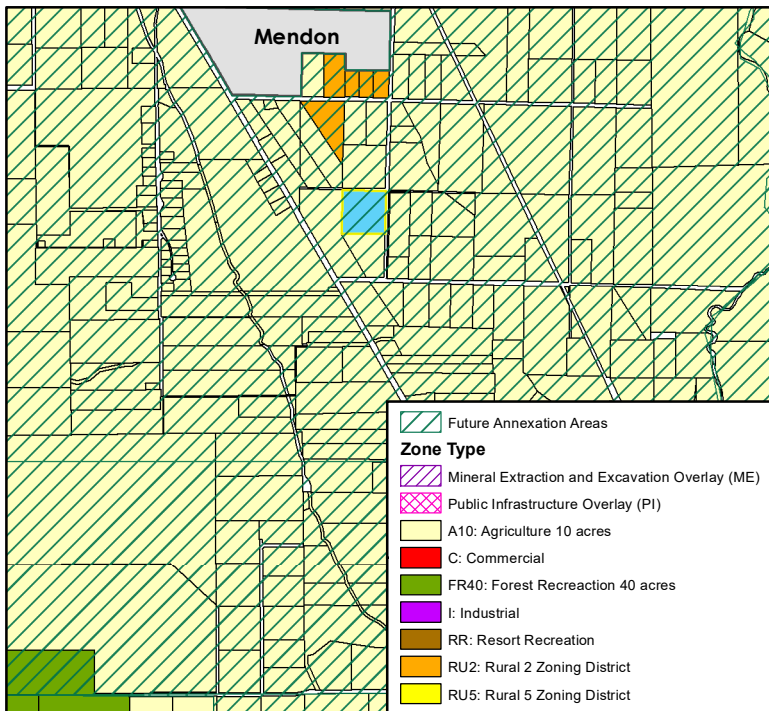 Mendon
Future Annexation Areas
Zone Type
Mineral Extraction and Excavation Overlay (ME)
Public Infrastructure Overlay (PI)
A10: Agriculture 10 acres
C: Commercial
FR40: Forest Recreaction 40 acres
I: Industrial
RR: Resort Recreation
RU2: Rural 2 Zoning District
RU5: Rural 5 Zoning District